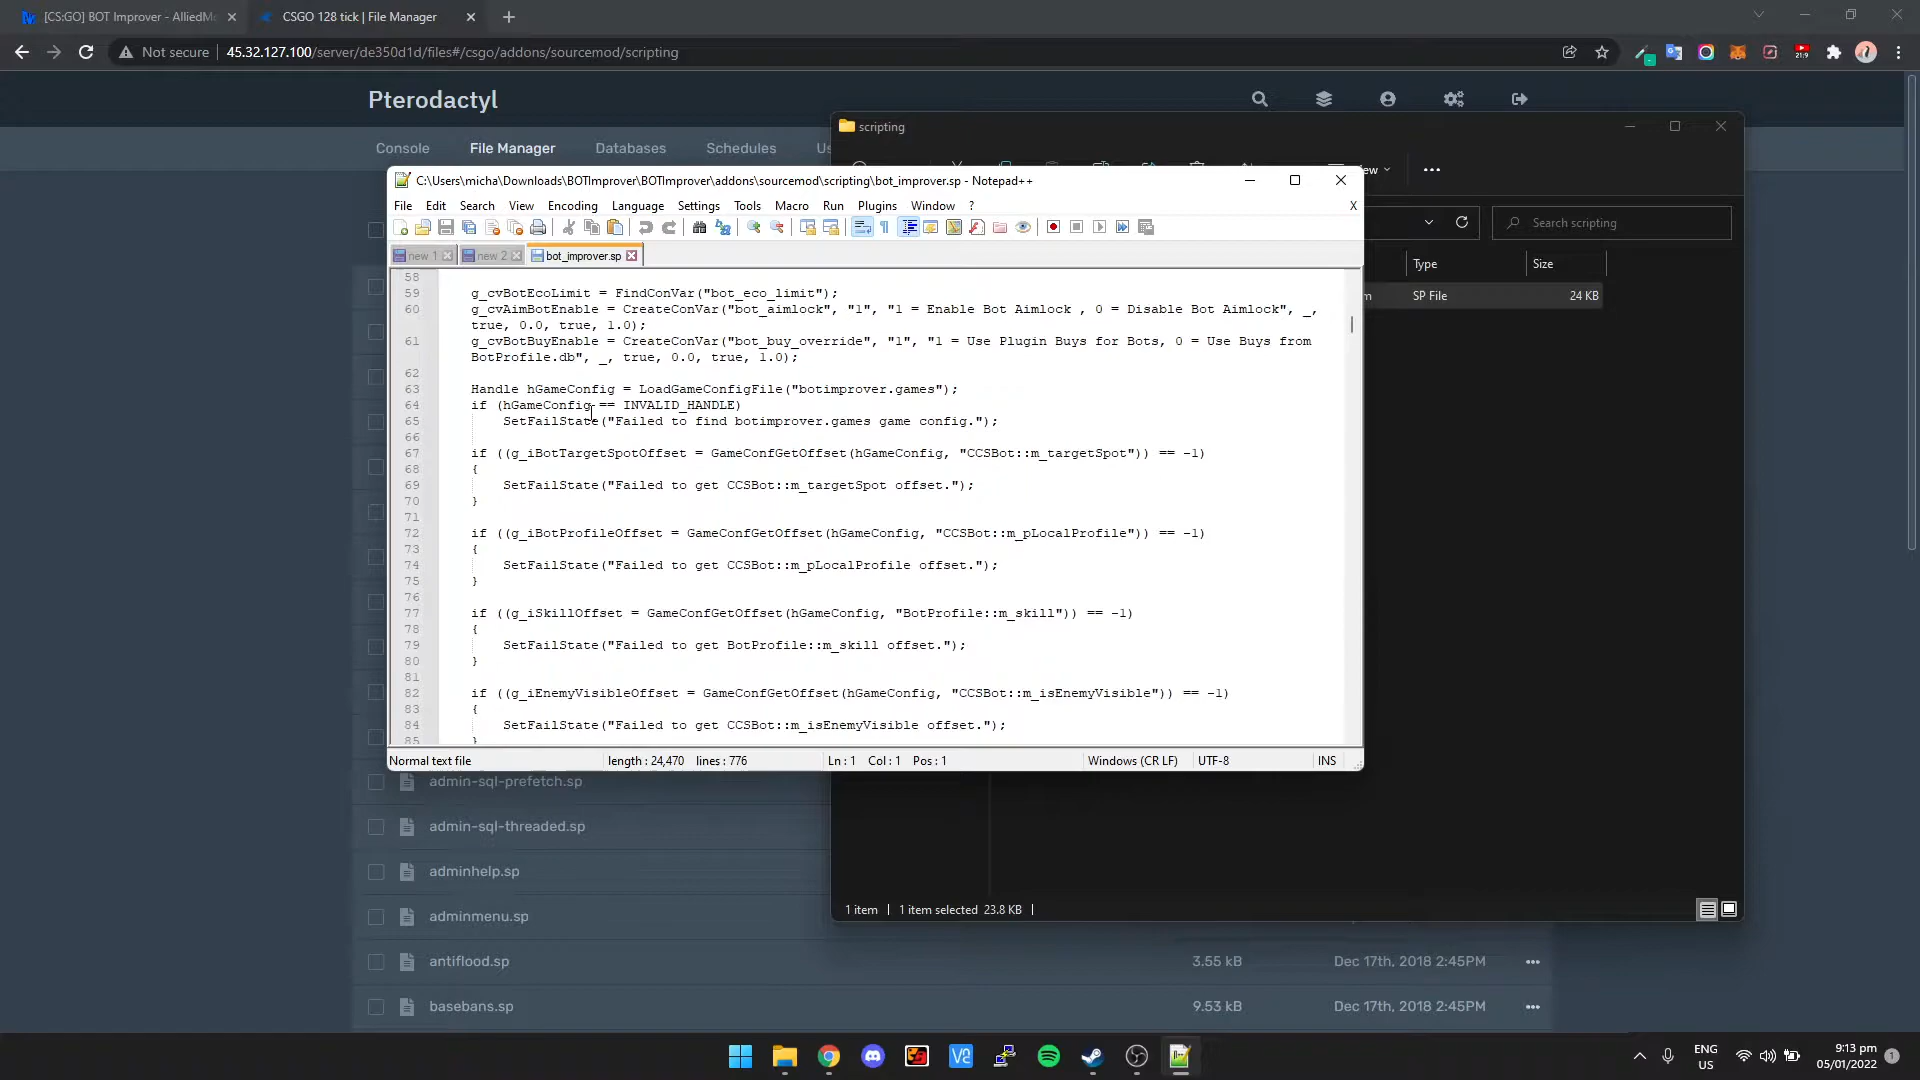 [CS:GO] BOT Improver - AlliedM
CSGO 128 tick | File Manager
Not secure
45.32.127.100/server/de350d1d/files#/csgo/addons/sourcemod/scripting
21:9
Pterodactyl
Console
File Manager
Databases
Schedules
Us
scripting
ew
Search scripting
Type
Size
m
SP File
24 KB
C:\Users\micha\Downloads\BOTImprover\BOTImprover\addons\sourcemod\scripting\bot_improver.sp - Notepad++
File Edit Search View Encoding Language Settings Tools Macro Run Plugins Window ?
X
new 1
new 2
bot_improver.sp
58
59 g_cvBotEcoLimit = FindConVar("bot_eco_limit");
60 g_cvAimBotEnable = CreateConVar("bot_aimlock", "1", "1 = Enable Bot Aimlock , 0 = Disable Bot Aimlock", _,
true, 0.0, true, 1.0);
61 g_cvBotBuyEnable = CreateConVar("bot_buy_override", "1", "1 = Use Plugin Buys for Bots, 0 = Use Buys from
BotProfile.db", _, true, 0.0, true, 1.0);
62
63 Handle hGameConfig = LoadGameConfigFile("botimprover.games");
64 if (hGameConfig == INVALID_HANDLE)
65 SetFailState("Failed to find botimprover.games game config.");
66
67 if ((g_iBotTargetSpotOffset = GameConfGetOffset(hGameConfig, "CCSBot::m_targetSpot")) == -1)
68 {
69 SetFailState("Failed to get CCSBot::m_targetSpot offset.");
70 }
71
72 if ((g_iBotProfileOffset = GameConfGetOffset(hGameConfig, "CCSBot::m_pLocalProfile")) == -1)
73 {
74 SetFailState("Failed to get CCSBot::m_pLocalProfile offset.");
75 }
76
77 if ((g_iSkillOffset = GameConfGetOffset(hGameConfig, "BotProfile::m_skill")) == -1)
78 {
79 SetFailState("Failed to get BotProfile::m_skill offset.");
80 }
81
82 if ((g_iEnemyVisibleOffset = GameConfGetOffset(hGameConfig, "CCSBot::m_isEnemyVisible")) == -1)
83 {
84 SetFailState("Failed to get CCSBot::m_isEnemyVisible offset.");
85 }
Normal text file
length : 24,470 lines : 776
Ln : 1 Col : 1 Pos : 1
Windows (CR LF)
UTF-8
INS
admin-sql-prefetch.sp
admin-sql-threaded.sp
adminhelp.sp
adminmenu.sp
antiflood.sp
3.55 kB
Dec 17th, 2018 2:45PM
basebans.sp
9.53 kB
Dec 17th, 2018 2:45PM
1 item
1 item selected 23.8 KB
ENG
US
9:13 pm
05/01/2022
1